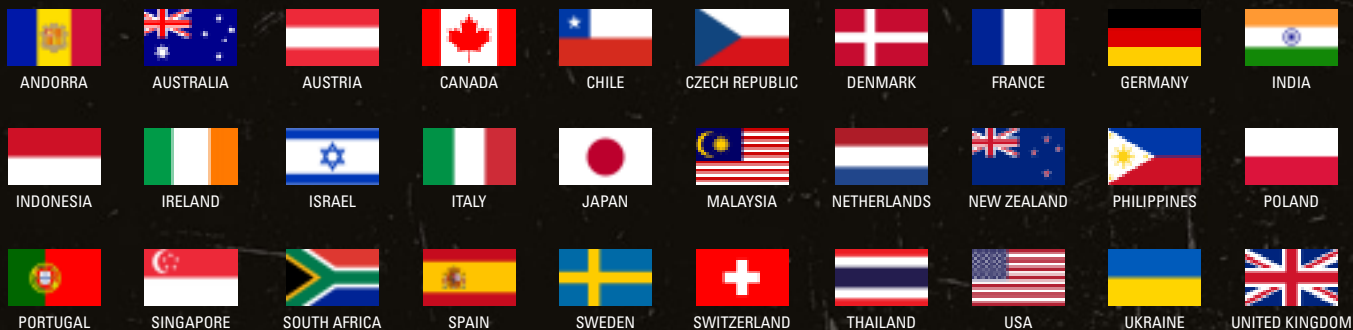 ANDORRA AUSTRALIA AUSTRIA CANADA CHILE CZECH REPUBLIC DENMARK FRANCE GERMANY INDIA
INDONESIA IRELAND ISRAEL ITALY JAPAN MALAYSIA NETHERLANDS NEW ZEALAND PHILIPPINES POLAND
PORTUGAL SINGAPORE SOUTH AFRICA SPAIN SWEDEN SWITZERLAND THAILAND USA UKRAINE UNITED KINGDOM